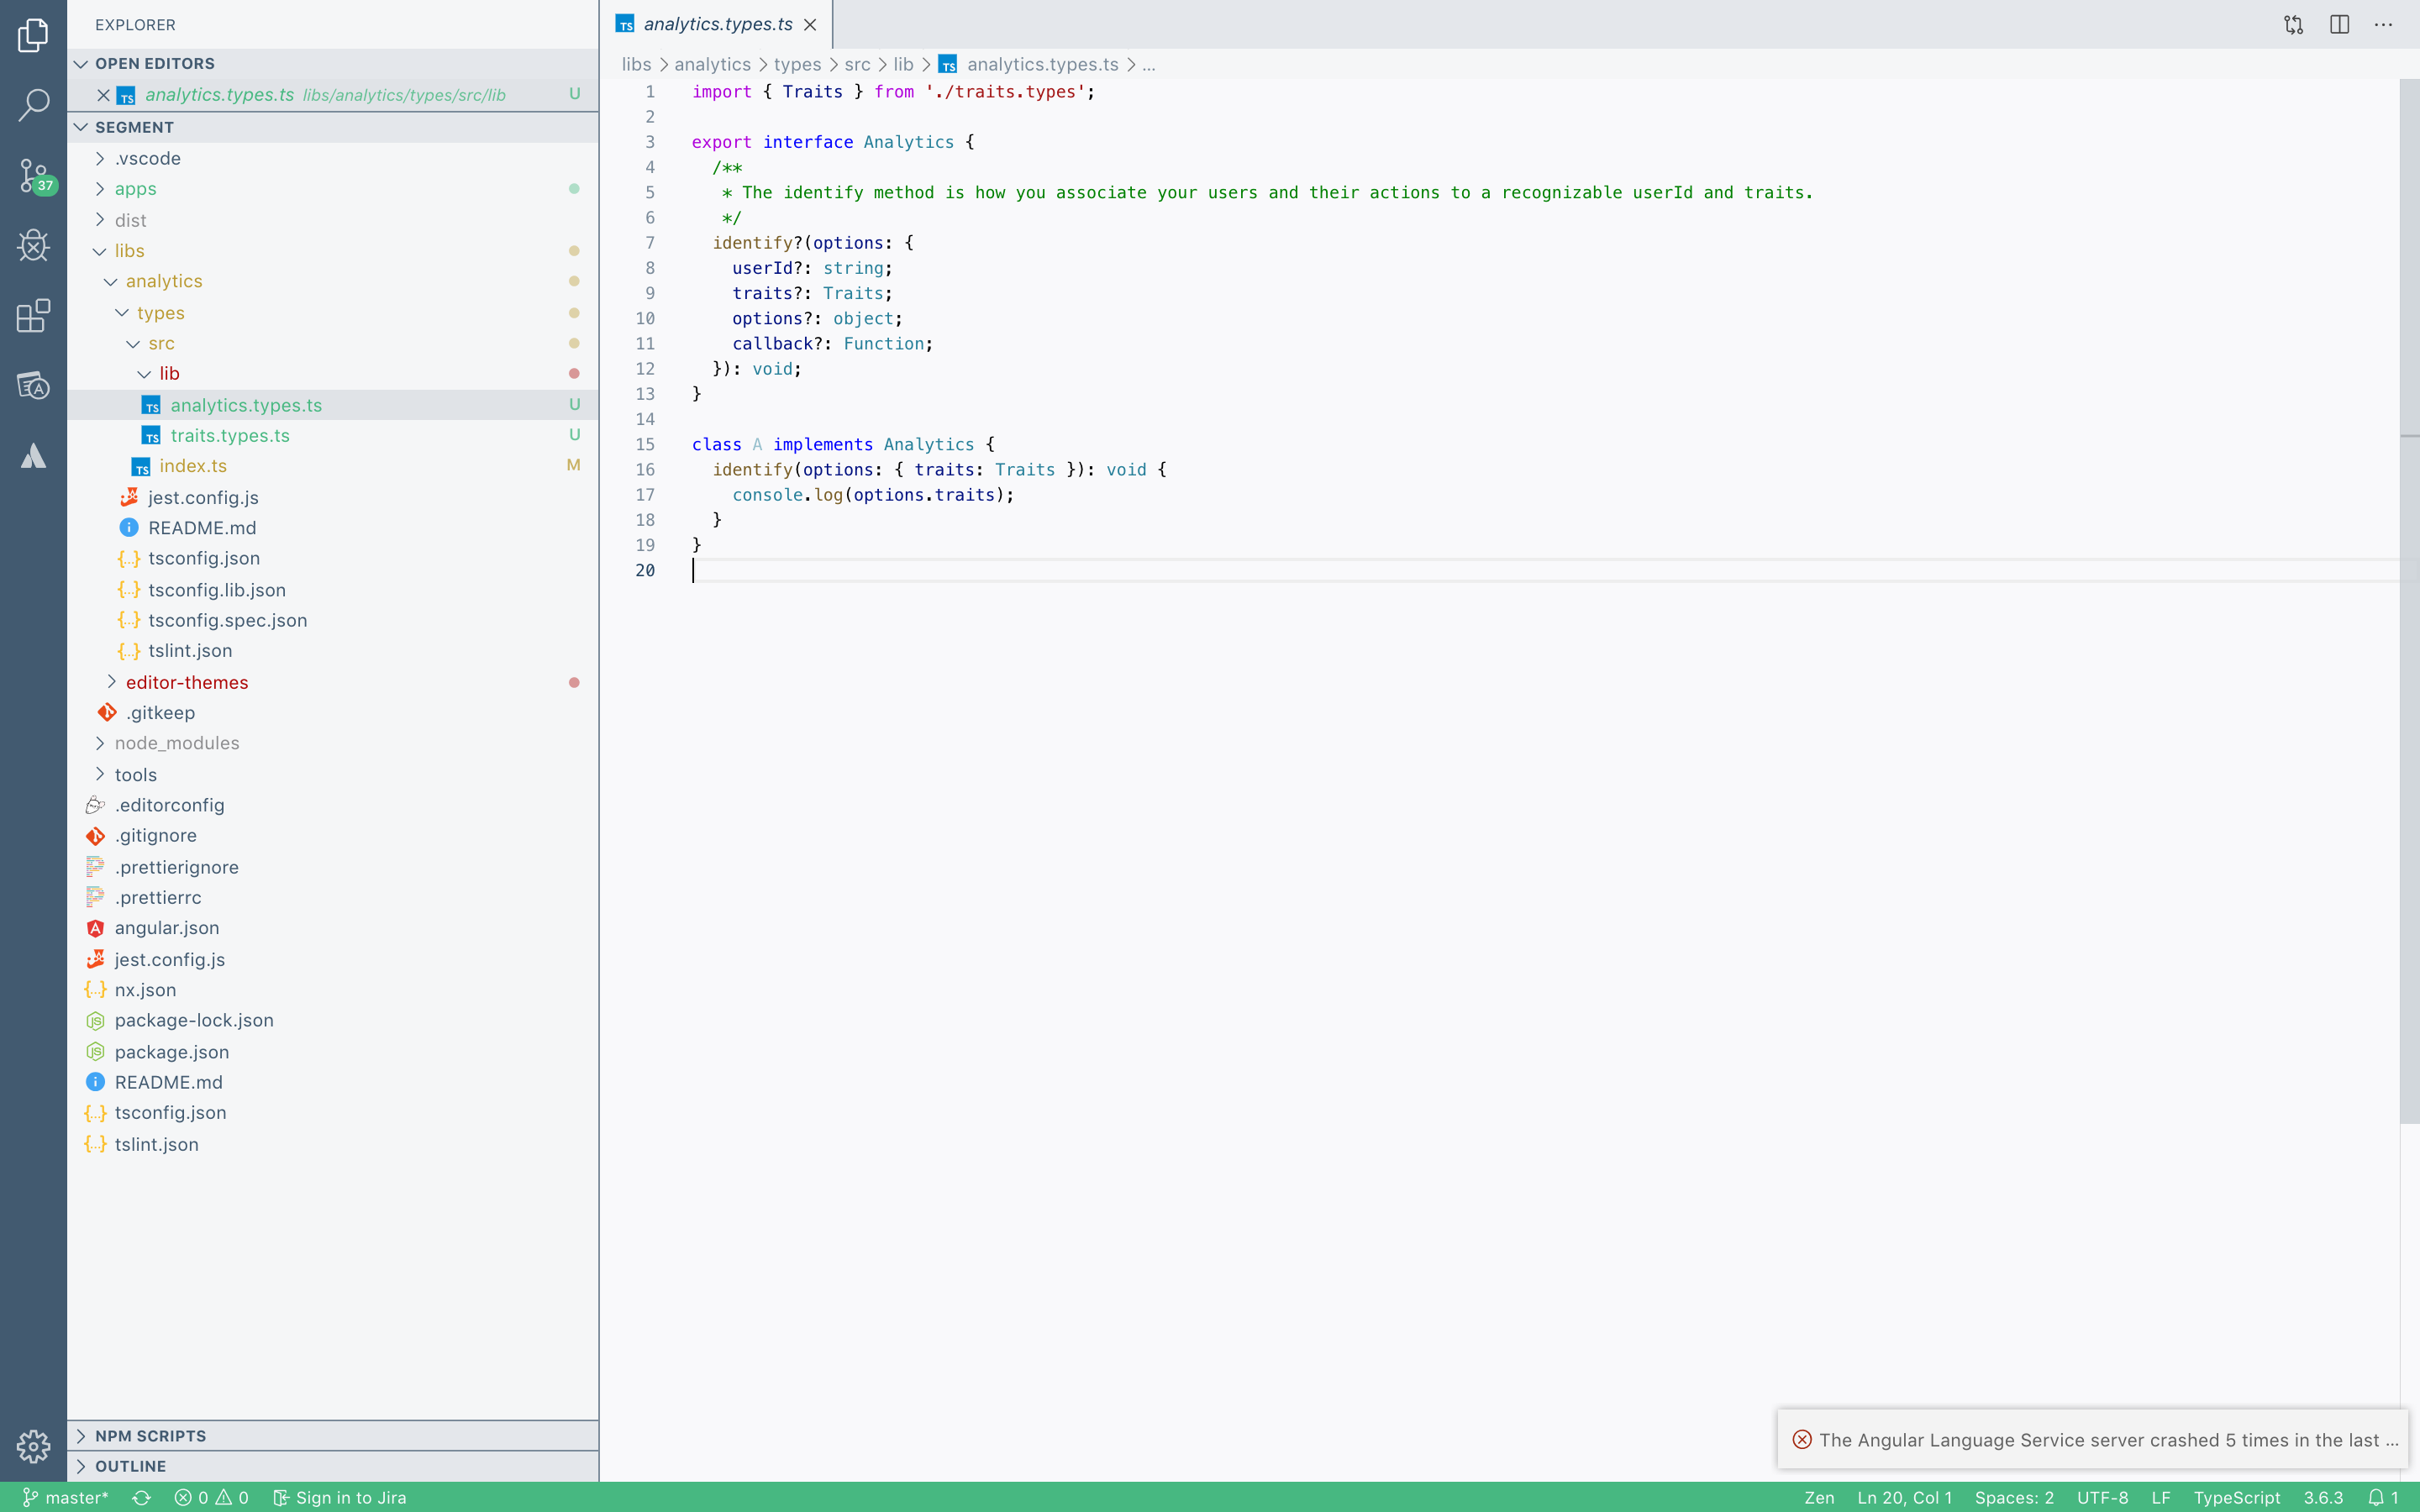 EXPLORER
OPEN EDITORS
analytics.types.ts libs/analytics/types/src/lib U
SEGMENT
.vscode
apps
dist
libs
analytics
types
src
lib
analytics.types.ts U
traits.types.ts U
index.ts M
jest.config.js
README.md
tsconfig.json
tsconfig.lib.json
tsconfig.spec.json
tslint.json
editor-themes
.gitkeep
node_modules
tools
.editorconfig
.gitignore
.prettierignore
.prettierrc
angular.json
jest.config.js
nx.json
package-lock.json
package.json
README.md
tsconfig.json
tslint.json
NPM SCRIPTS
OUTLINE
37
analytics.types.ts
libs > analytics > types > src > lib > TS analytics.types.ts > ...
1 import { Traits } from './traits.types';
2
3 export interface Analytics {
4   /**
5    * The identify method is how you associate your users and their actions to a recognizable userId and traits.
6    */
7   identify?(options: {
8     userId?: string;
9     traits?: Traits;
10     options?: object;
11     callback?: Function;
12   }): void;
13 }
14
15 class A implements Analytics {
16   identify(options: { traits: Traits }): void {
17     console.log(options.traits);
18   }
19 }
20
The Angular Language Service server crashed 5 times in the last ...
master* 0 0 Sign in to Jira Zen Ln 20, Col 1 Spaces: 2 UTF-8 LF TypeScript 3.6.3 1